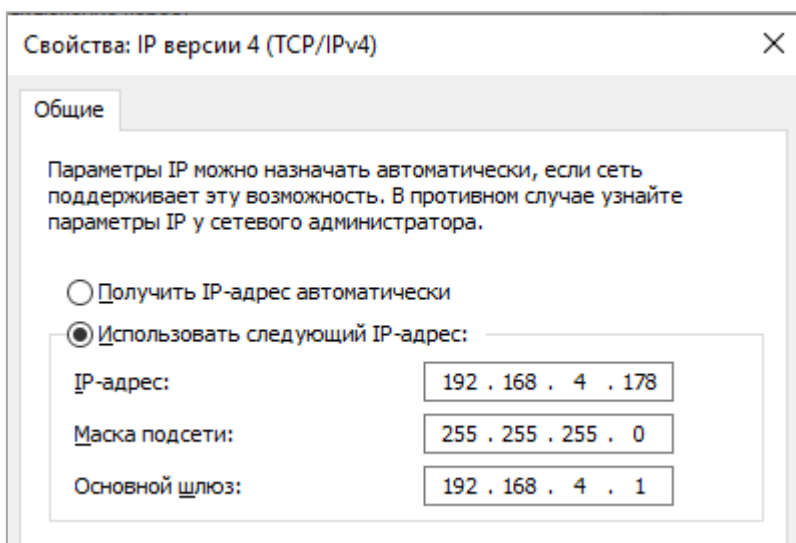 Свойства: IP версии 4 (TCP/IPv4)
Общие
Параметры IP можно назначать автоматически, если сеть
поддерживает эту возможность. В противном случае узнайте
параметры IP у сетевого администратора.
Получить IP-адрес автоматически
Использовать следующий IP-адрес:
IP-адрес: 192 . 168 . 4 . 178
Маска подсети: 255 . 255 . 255 . 0
Основной шлюз: 192 . 168 . 4 . 1